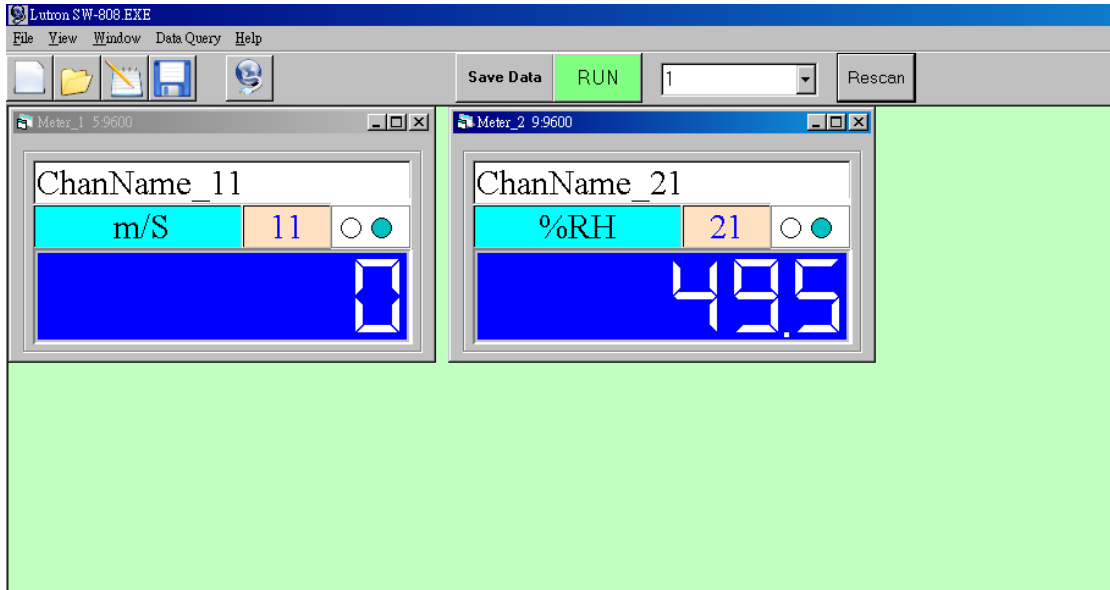 Lutron SW-808.EXE
File View Window Data Query Help
Save Data RUN 1 Rescan
Meter_1 5:9600
ChanName_11
m/S 11
0
Meter_2 9:9600
ChanName_21
%RH 21
49.5